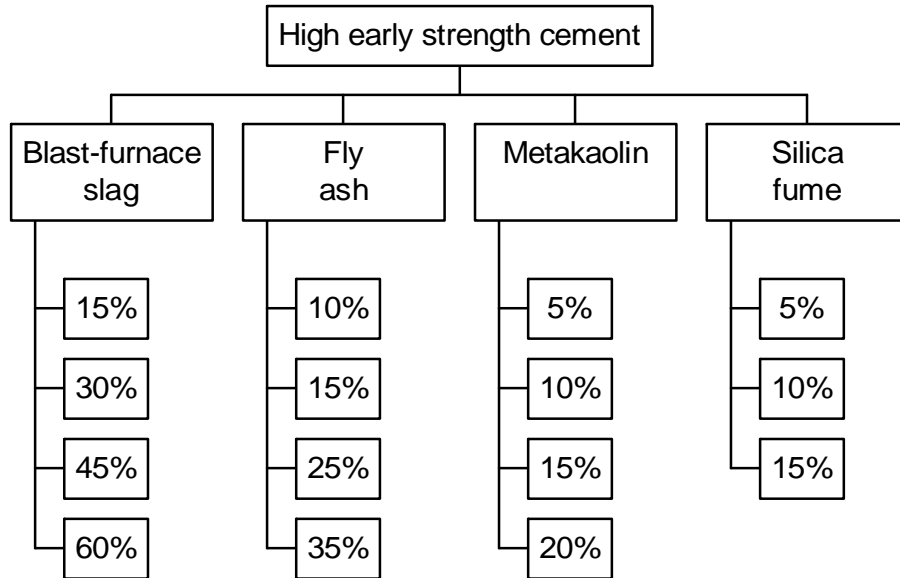 High early strength cement
Blast-furnace
slag
Fly
ash
Metakaolin
Silica
fume
15%
30%
45%
60%
10%
15%
25%
35%
5%
10%
15%
20%
5%
10%
15%